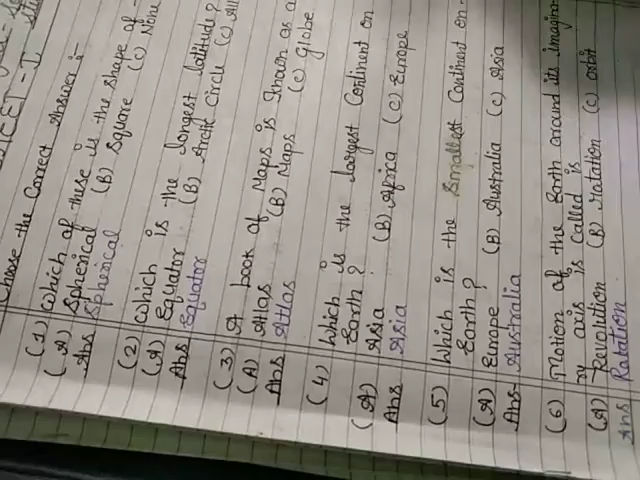 Choose the Correct Answer :-
(1) Which of these is the shape of -
(A) Spherical (B) Square (C) None
Ans Spherical
(2) Which is the longest latitude?
(A) Equator (B) Arctic Circle (C) All
Ans Equator
(3) A book of Maps is Known as a
(A) Atlas (B) Maps (C) Globe
Ans Atlas
(4) Which is the largest Continent on
Earth?
(A) Asia (B) Africa (C) Europe
Ans Asia
(5) Which is the smallest Continent on -
Earth?
(A) Europe (B) Australia (C) Asia
Ans- Australia
(6) Motion of the Earth around its imagina-
ry axis is called is
(A) Revolution (B) Rotation (C) orbit
Ans Rotation